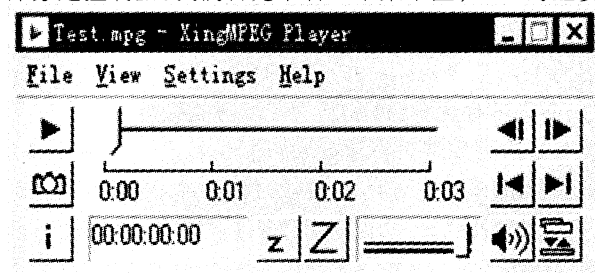 Test.mpg - XingMPEG Player
File View Settings Help
0:00 0:01 0:02 0:03
i 00:00:00:00 z Z